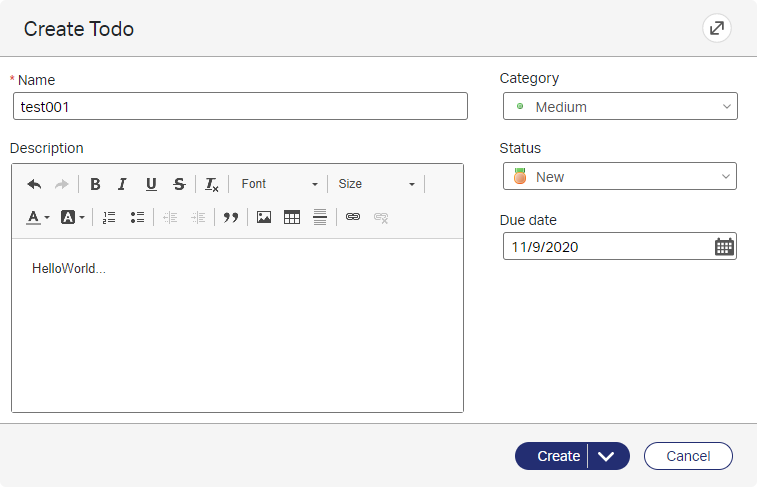 Create Todo
* Name
test001
Description
B I U S Tx Font Size
A A
HelloWorld...
Category
Medium
Status
New
Due date
11/9/2020
Create
Cancel